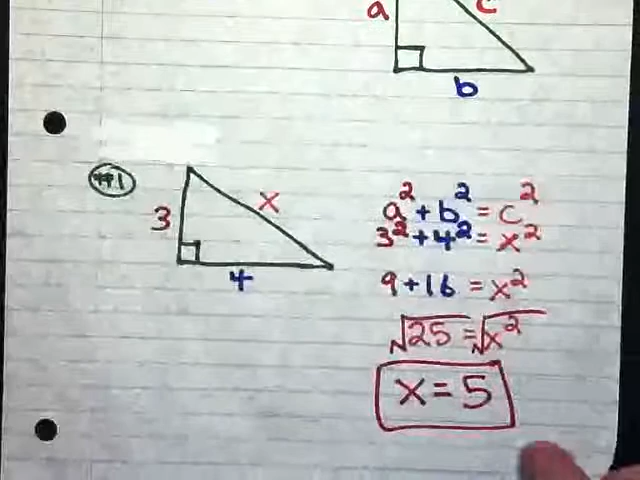 a
c
b
#1
3
x
4
a² + b² = c²
3² + 4² = x²
9 + 16 = x²
√25 = √x²
x = 5